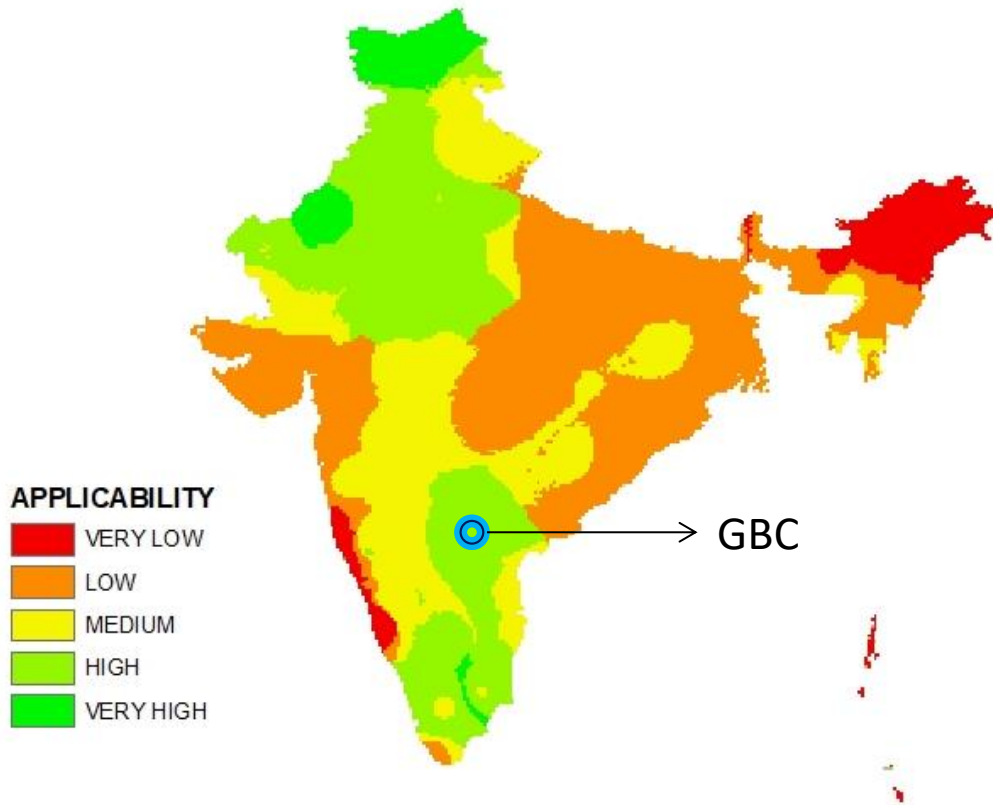 APPLICABILITY
VERY LOW
LOW
MEDIUM
HIGH
VERY HIGH
GBC